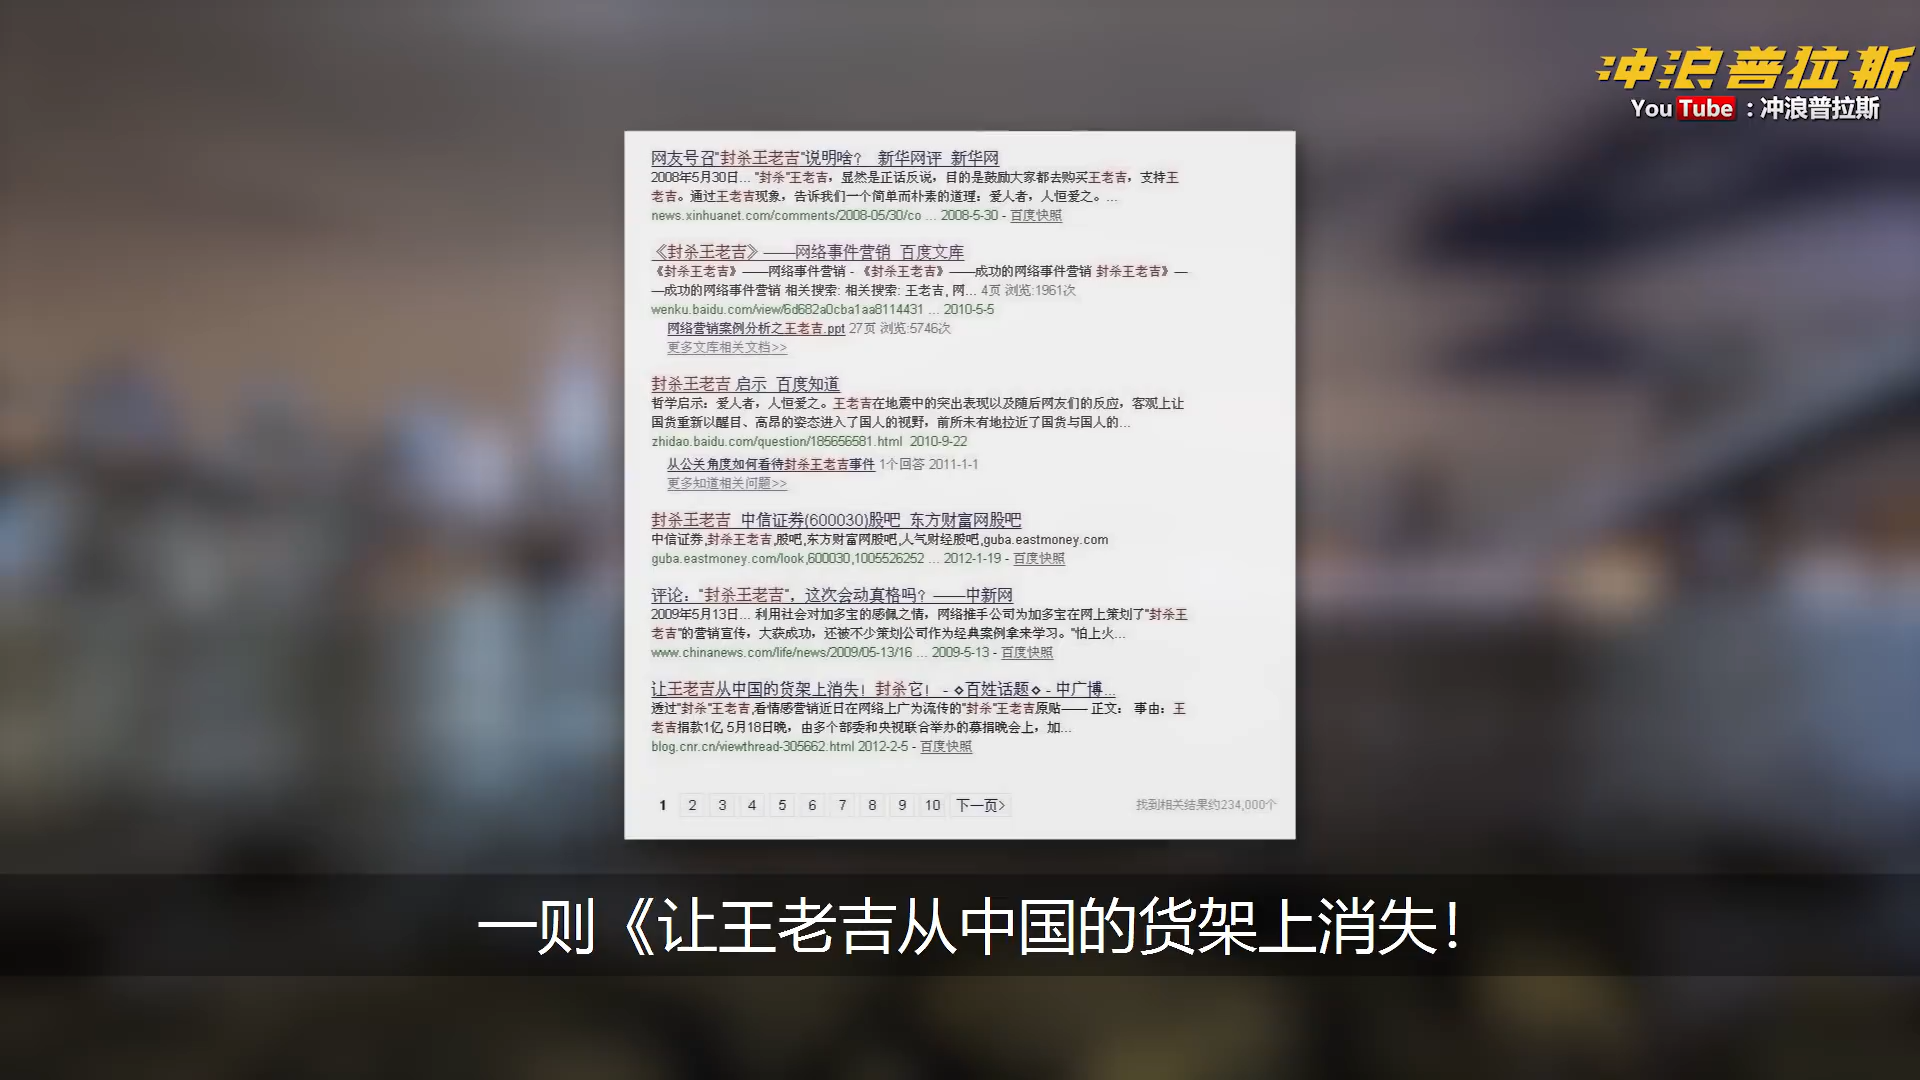 冲浪普拉斯
YouTube：冲浪普拉斯
网友号召"封杀王老吉"说明啥？ 新华网评 新华网
2008年5月30日... "封杀"王老吉，显然是正话反说，目的是鼓励大家都去购买王老吉，支持王
老吉。通过王老吉现象，告诉我们一个简单而朴素的道理：爱人者，人恒爱之。...
news.xinhuanet.com/comments/2008-05/30/co ... 2008-5-30 - 百度快照
《封杀王老吉》——网络事件营销 百度文库
《封杀王老吉》——网络事件营销 - 《封杀王老吉》——成功的网络事件营销 封杀王老吉》—
—成功的网络事件营销 相关搜索: 相关搜索: 王老吉, 网... 4页 浏览:1961次
wenku.baidu.com/view/6d682a0cba1aa8114431 ... 2010-5-5
网络营销案例分析之王老吉.ppt 27页 浏览:5746次
更多文库相关文档>>
封杀王老吉 启示 百度知道
哲学启示：爱人者，人恒爱之。王老吉在地震中的突出表现以及随后网友们的反应，客观上让
国货重新以醒目、高昂的姿态进入了国人的视野，前所未有地拉近了国货与国人的...
zhidao.baidu.com/question/185656581.html 2010-9-22
从公关角度如何看待封杀王老吉事件 1个回答 2011-1-1
更多知道相关问题>>
封杀王老吉 中信证券(600030)股吧 东方财富网股吧
中信证券,封杀王老吉,股吧,东方财富网股吧,人气财经股吧,guba.eastmoney.com
guba.eastmoney.com/look,600030,1005526252 ... 2012-1-19 - 百度快照
评论："封杀王老吉"，这次会动真格吗？——中新网
2009年5月13日... 利用社会对加多宝的感佩之情，网络推手公司为加多宝在网上策划了"封杀王
老吉"的营销宣传，大获成功，还被不少策划公司作为经典案例拿来学习。"怕上火...
www.chinanews.com/life/news/2009/05-13/16 ... 2009-5-13 - 百度快照
让王老吉从中国的货架上消失！封杀它！ - ◇百姓话题◇ - 中广博...
透过"封杀"王老吉,看情感营销近日在网络上广为流传的"封杀"王老吉原贴—— 正文： 事由：王
老吉捐款1亿 5月18日晚，由多个部委和央视联合举办的募捐晚会上，加...
blog.cnr.cn/viewthread-305662.html 2012-2-5 - 百度快照
1 2 3 4 5 6 7 8 9 10 下一页> 找到相关结果约234,000个
一则《让王老吉从中国的货架上消失！